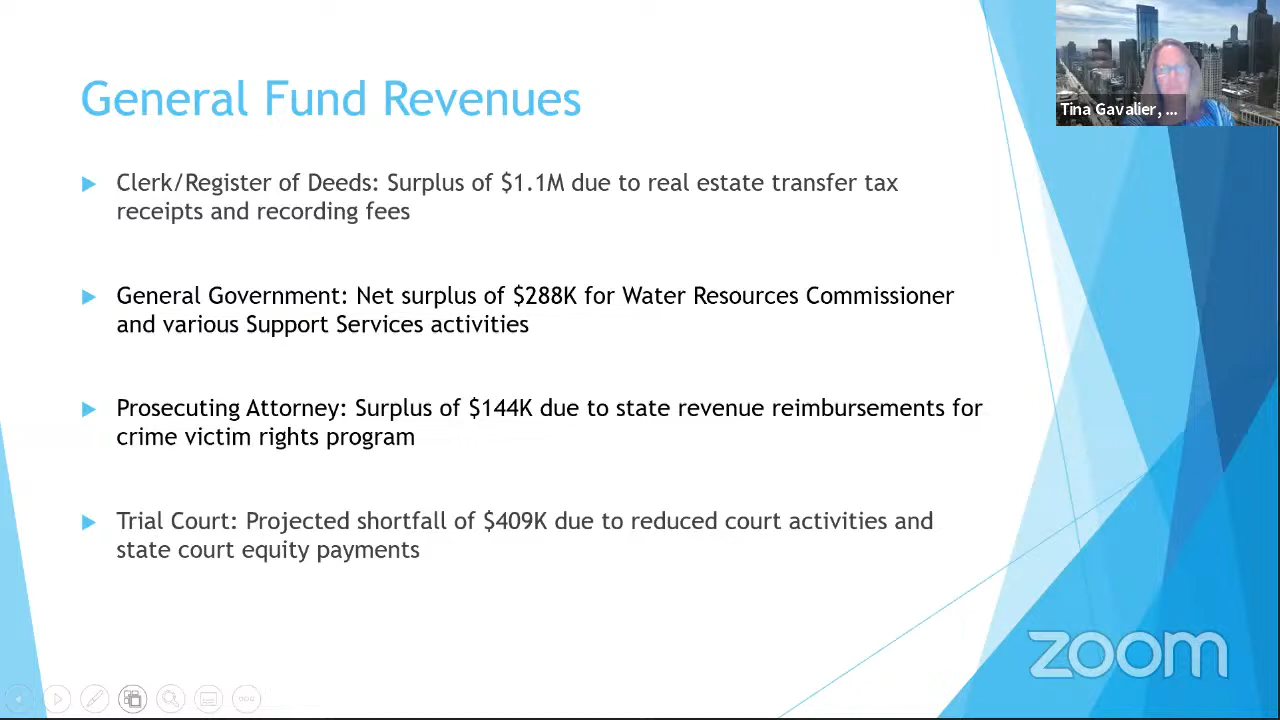 General Fund Revenues
Tina Gavalier, ...
Clerk/Register of Deeds: Surplus of $1.1M due to real estate transfer tax
receipts and recording fees
General Government: Net surplus of $288K for Water Resources Commissioner
and various Support Services activities
Prosecuting Attorney: Surplus of $144K due to state revenue reimbursements for
crime victim rights program
Trial Court: Projected shortfall of $409K due to reduced court activities and
state court equity payments
zoom